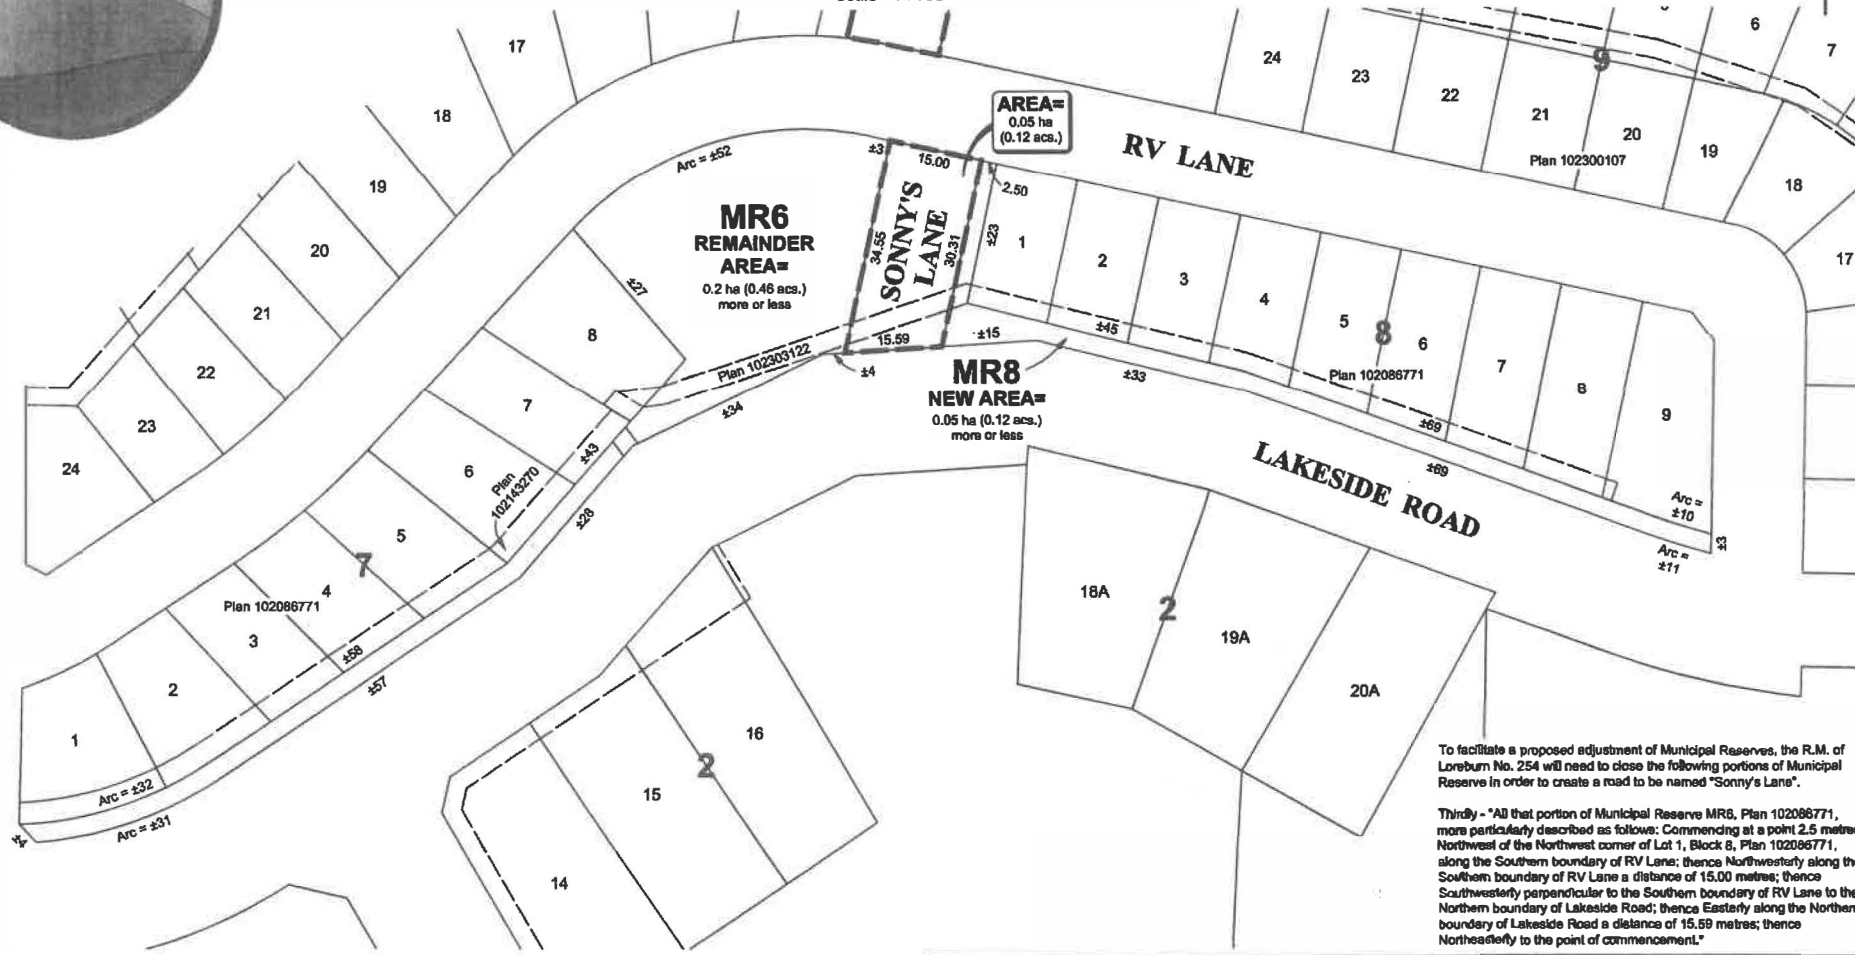 17
18
19
20
21
22
23
24
Arc = ±52
±3
15.00
AREA=
0.05 ha
(0.12 acs.)
RV LANE
24
23
22
21
20
19
18
17
6
7
9
Plan 102300107
MR6
REMAINDER
AREA=
0.2 ha (0.46 acs.)
more or less
34.55
SONNY'S
LANE
30.31
2.50
±23
1
2
3
4
5
8
6
7
8
9
Plan 102086771
±45
±15
15.59
±4
Plan 102303122
±34
±33
±69
±69
MR8
NEW AREA=
0.05 ha (0.12 acs.)
more or less
LAKESIDE ROAD
Arc =
±10
Arc =
±11
±3
±27
8
7
6
5
4
3
2
1
7
Plan
102143270
±43
±28
Plan 102086771
±58
±57
Arc = ±32
Arc = ±31
±4
18A
2
19A
20A
16
2
15
14
To facilitate a proposed adjustment of Municipal Reserves, the R.M. of
Loreburn No. 254 will need to close the following portions of Municipal
Reserve in order to create a road to be named "Sonny's Lane".
Thirdly - "All that portion of Municipal Reserve MR6, Plan 102086771,
more particularly described as follows: Commencing at a point 2.5 metre
Northwest of the Northwest corner of Lot 1, Block 8, Plan 102086771,
along the Southern boundary of RV Lane; thence Northwesterly along the
Southern boundary of RV Lane a distance of 15.00 metres; thence
Southwesterly perpendicular to the Southern boundary of RV Lane to the
Northern boundary of Lakeside Road; thence Easterly along the Northern
boundary of Lakeside Road a distance of 15.59 metres; thence
Northeasterly to the point of commencement."